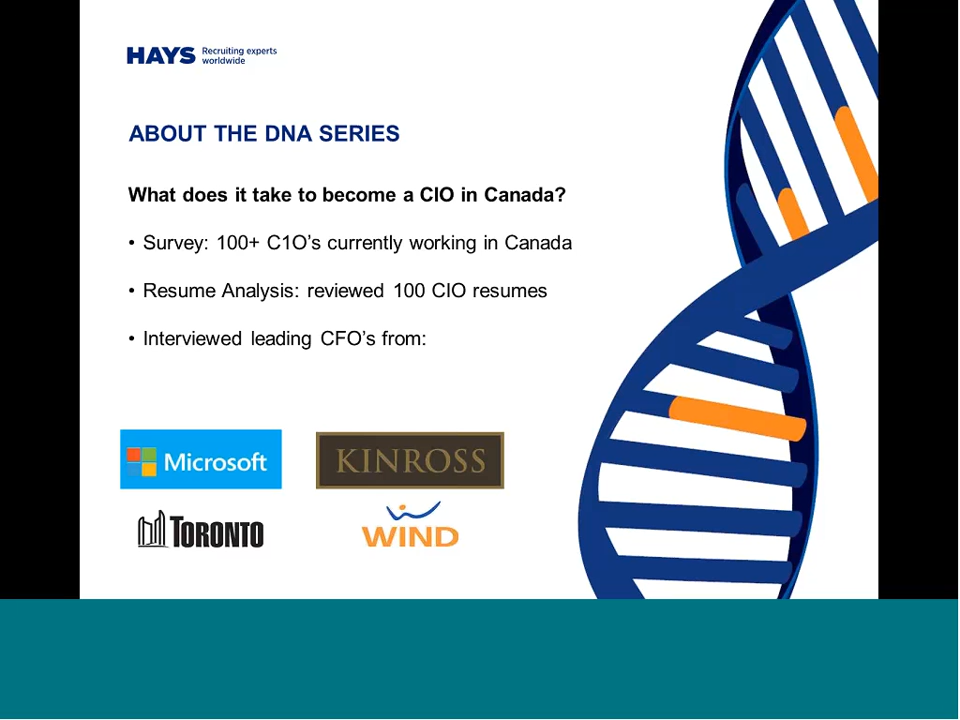 HAYS Recruiting experts
worldwide
ABOUT THE DNA SERIES
What does it take to become a CIO in Canada?
• Survey: 100+ C1O’s currently working in Canada
• Resume Analysis: reviewed 100 CIO resumes
• Interviewed leading CFO’s from:
Microsoft KINROSS
TORONTO WIND